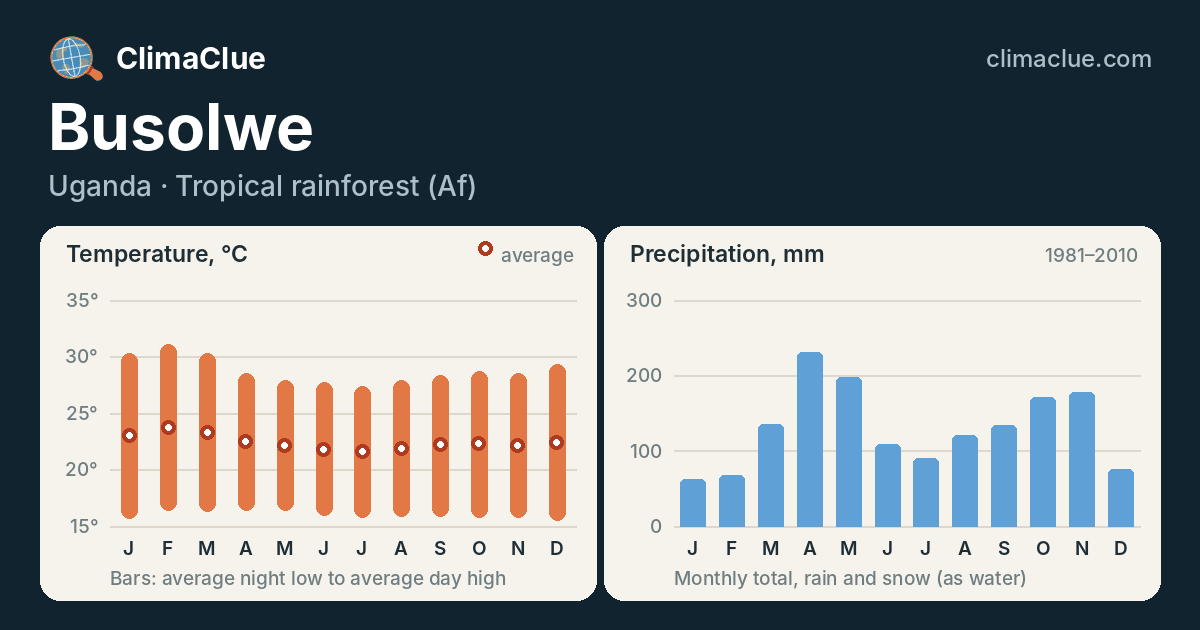 ClimaClue
climaclue.com
Busolwe
Uganda · Tropical rainforest (Af)
Temperature, °C
average
35°
30°
25°
20°
15°
J F M A M J J A S O N D
Bars: average night low to average day high
Precipitation, mm
1981–2010
300
200
100
0
J F M A M J J A S O N D
Monthly total, rain and snow (as water)